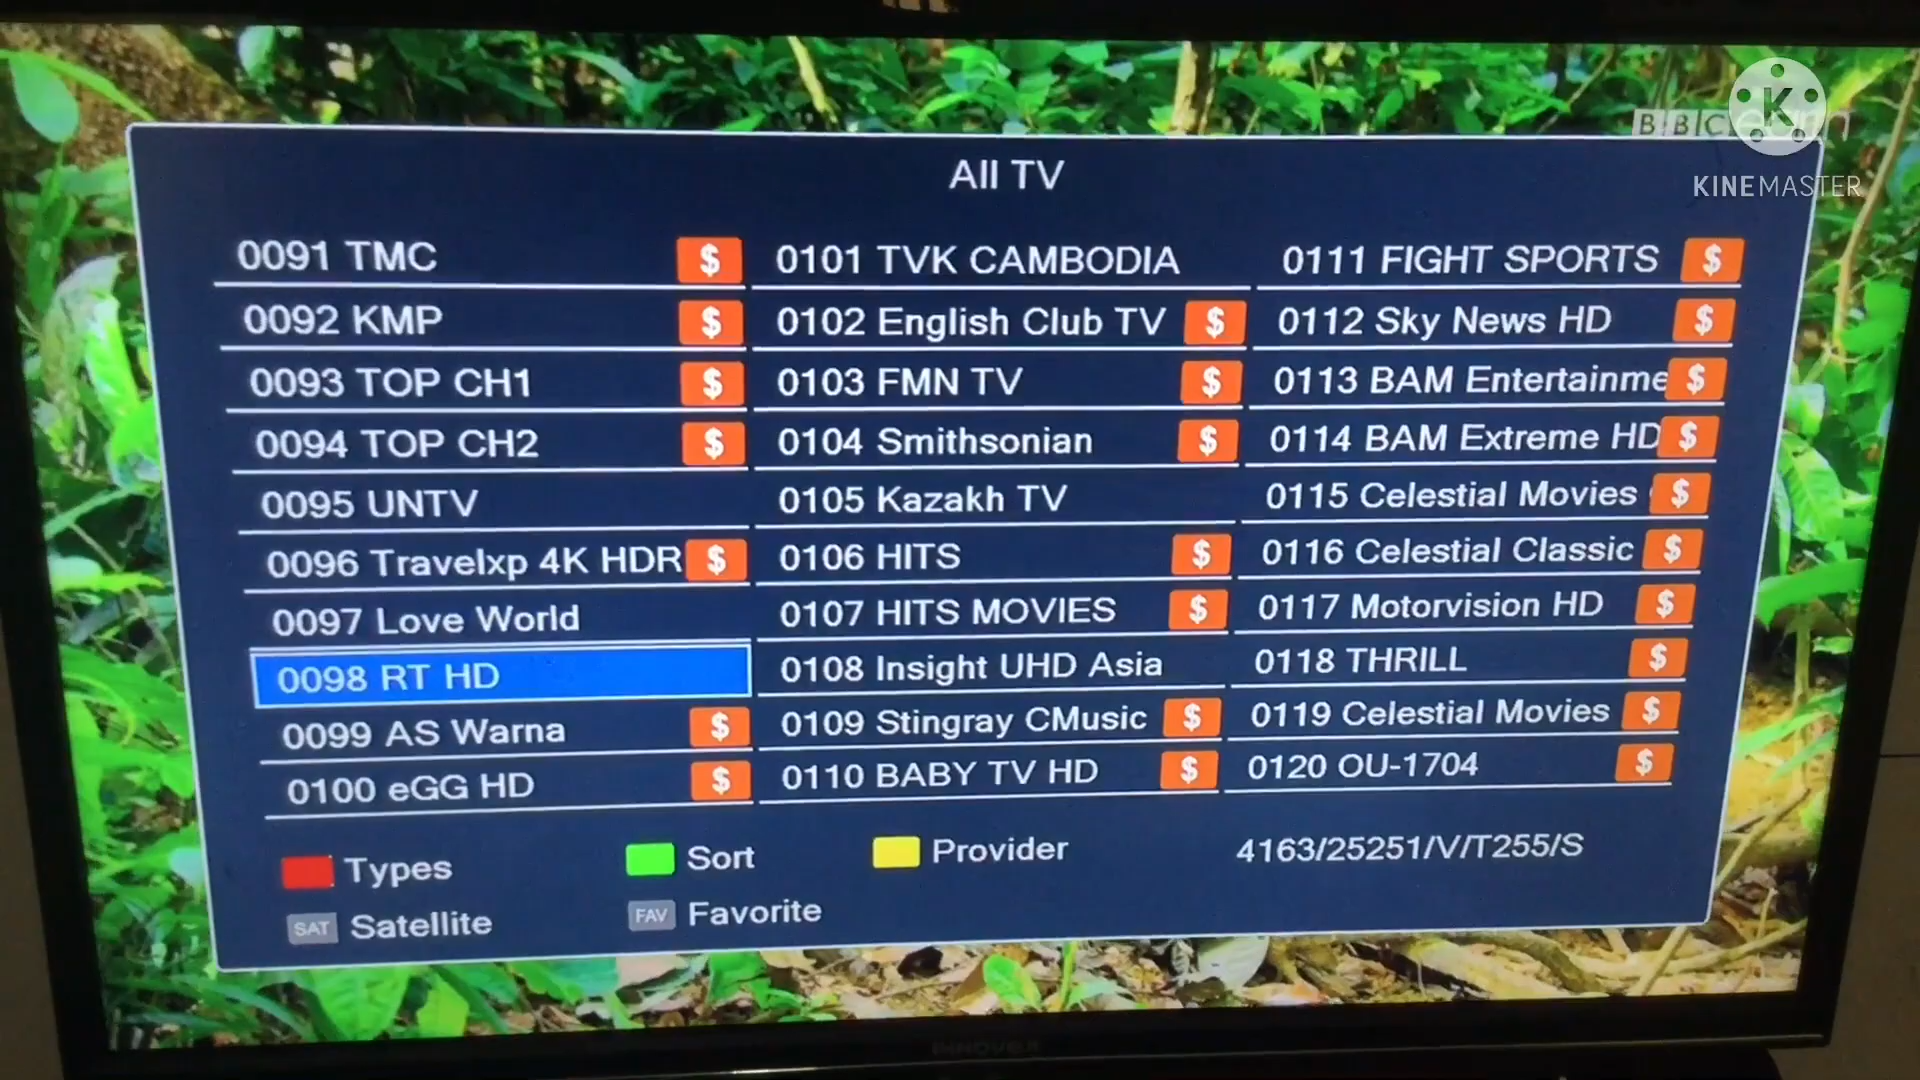 BBC
KINEMASTER
All TV
0091 TMC $
0092 KMP $
0093 TOP CH1 $
0094 TOP CH2 $
0095 UNTV
0096 Travelxp 4K HDR $
0097 Love World
0098 RT HD
0099 AS Warna $
0100 eGG HD $
0101 TVK CAMBODIA
0102 English Club TV $
0103 FMN TV $
0104 Smithsonian $
0105 Kazakh TV
0106 HITS $
0107 HITS MOVIES $
0108 Insight UHD Asia
0109 Stingray CMusic $
0110 BABY TV HD $
0111 FIGHT SPORTS $
0112 Sky News HD $
0113 BAM Entertainme $
0114 BAM Extreme HD $
0115 Celestial Movies $
0116 Celestial Classic $
0117 Motorvision HD $
0118 THRILL $
0119 Celestial Movies $
0120 OU-1704 $
Types
Sort
Provider
4163/25251/V/T255/S
SAT Satellite
FAV Favorite